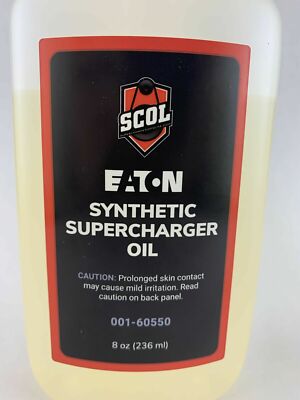 SCOL
EATON
SYNTHETIC
SUPERCHARGER
OIL
CAUTION: Prolonged skin contact
may cause mild irritation. Read
caution on back panel.
001-60550
8 oz (236 ml)